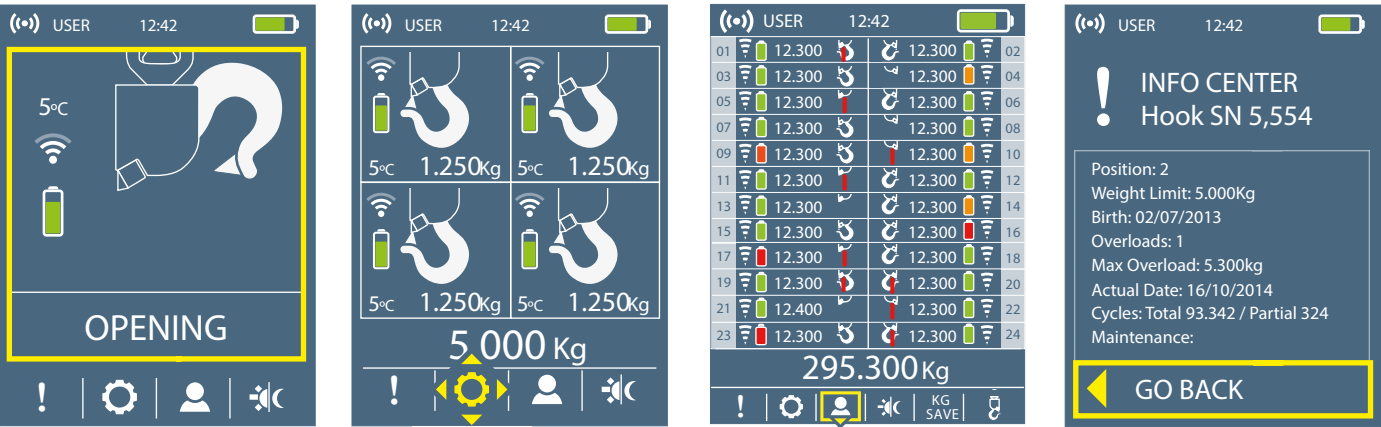 USER 12:42
5ºC
OPENING
USER 12:42
5ºC 1.250Kg 5ºC 1.250Kg
5ºC 1.250Kg 5ºC 1.250Kg
5.000 Kg
USER 12:42
01 12.300 12.300 02
03 12.300 12.300 04
05 12.300 12.300 06
07 12.300 12.300 08
09 12.300 12.300 10
11 12.300 12.300 12
13 12.300 12.300 14
15 12.300 12.300 16
17 12.300 12.300 18
19 12.300 12.300 20
21 12.400 12.300 22
23 12.300 12.300 24
295.300 Kg
KG
SAVE
USER 12:42
! INFO CENTER
Hook SN 5,554
Position: 2
Weight Limit: 5.000Kg
Birth: 02/07/2013
Overloads: 1
Max Overload: 5.300kg
Actual Date: 16/10/2014
Cycles: Total 93.342 / Partial 324
Maintenance:
GO BACK